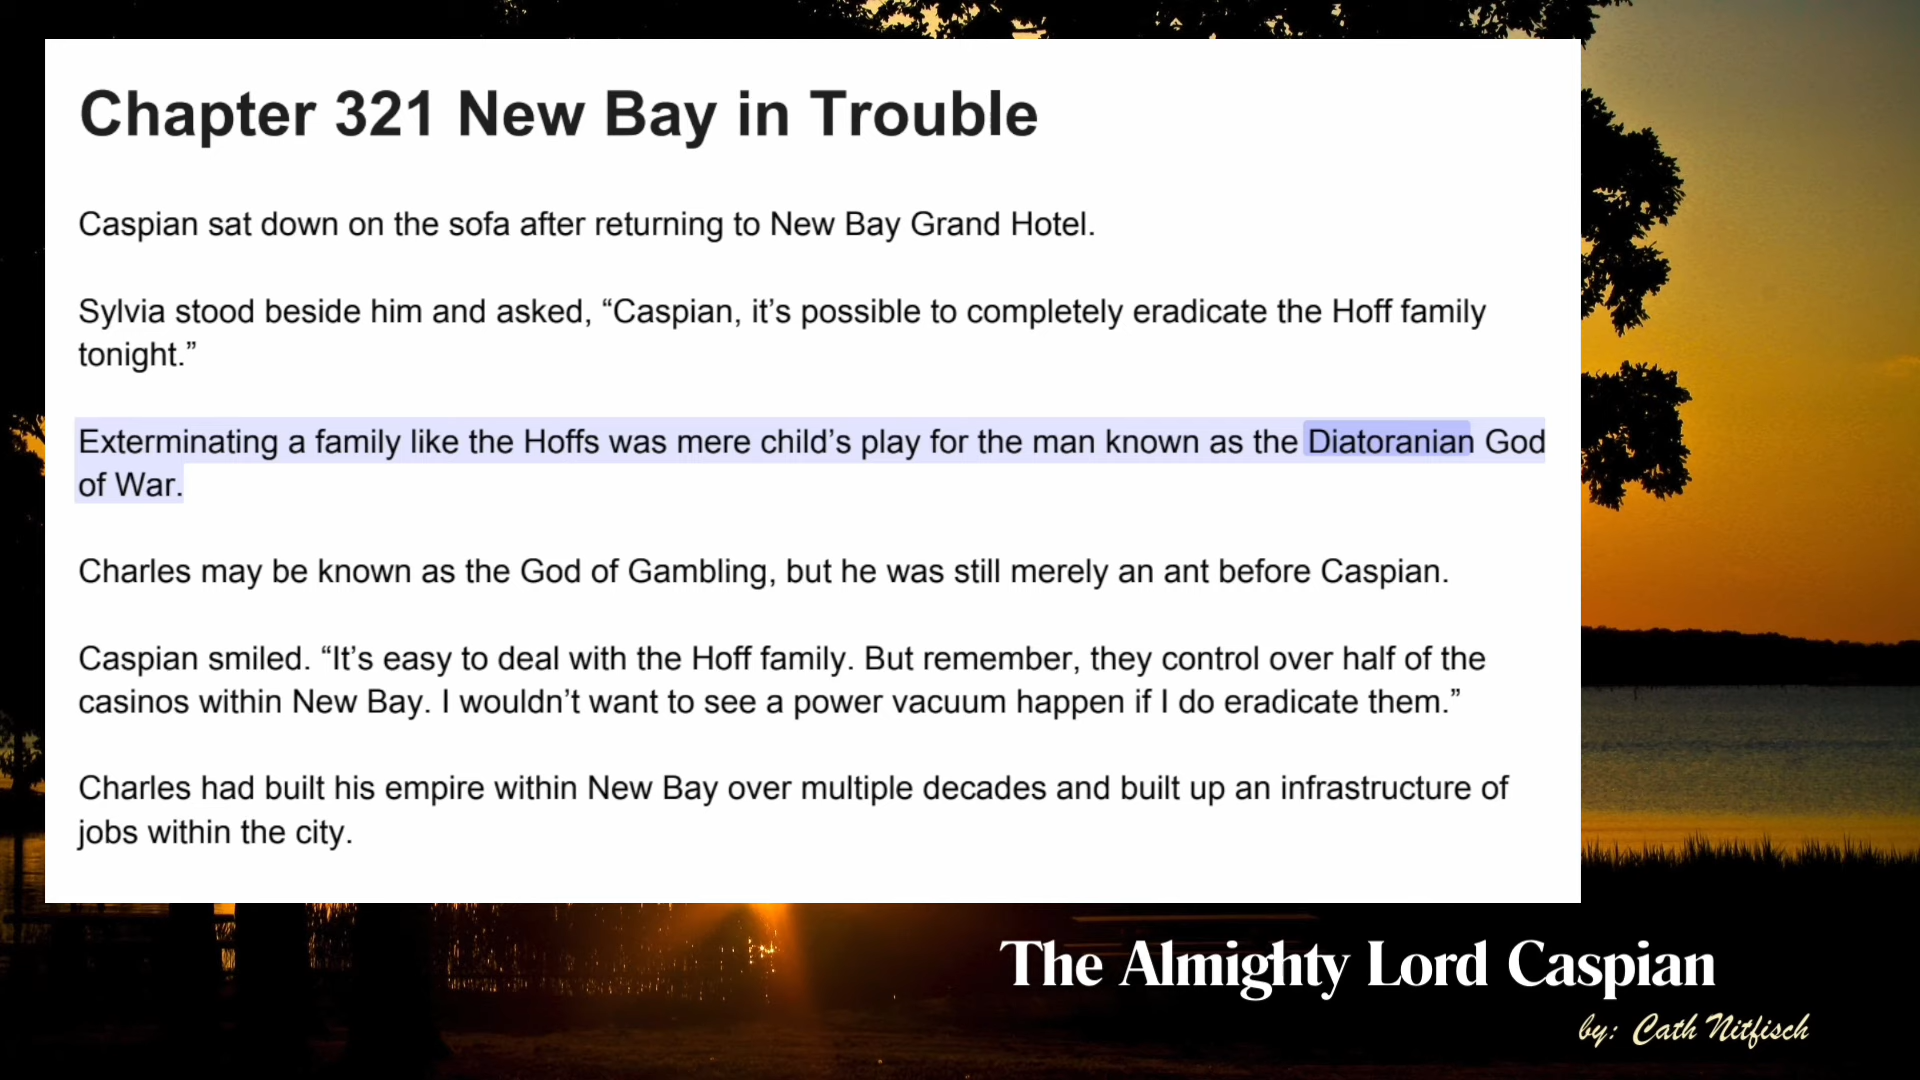 Chapter 321 New Bay in Trouble
Caspian sat down on the sofa after returning to New Bay Grand Hotel.
Sylvia stood beside him and asked, “Caspian, it’s possible to completely eradicate the Hoff family
tonight.”
Exterminating a family like the Hoffs was mere child’s play for the man known as the Diatoranian God
of War.
Charles may be known as the God of Gambling, but he was still merely an ant before Caspian.
Caspian smiled. “It’s easy to deal with the Hoff family. But remember, they control over half of the
casinos within New Bay. I wouldn’t want to see a power vacuum happen if I do eradicate them.”
Charles had built his empire within New Bay over multiple decades and built up an infrastructure of
jobs within the city.
The Almighty Lord Caspian
by: Cath Nitfisch